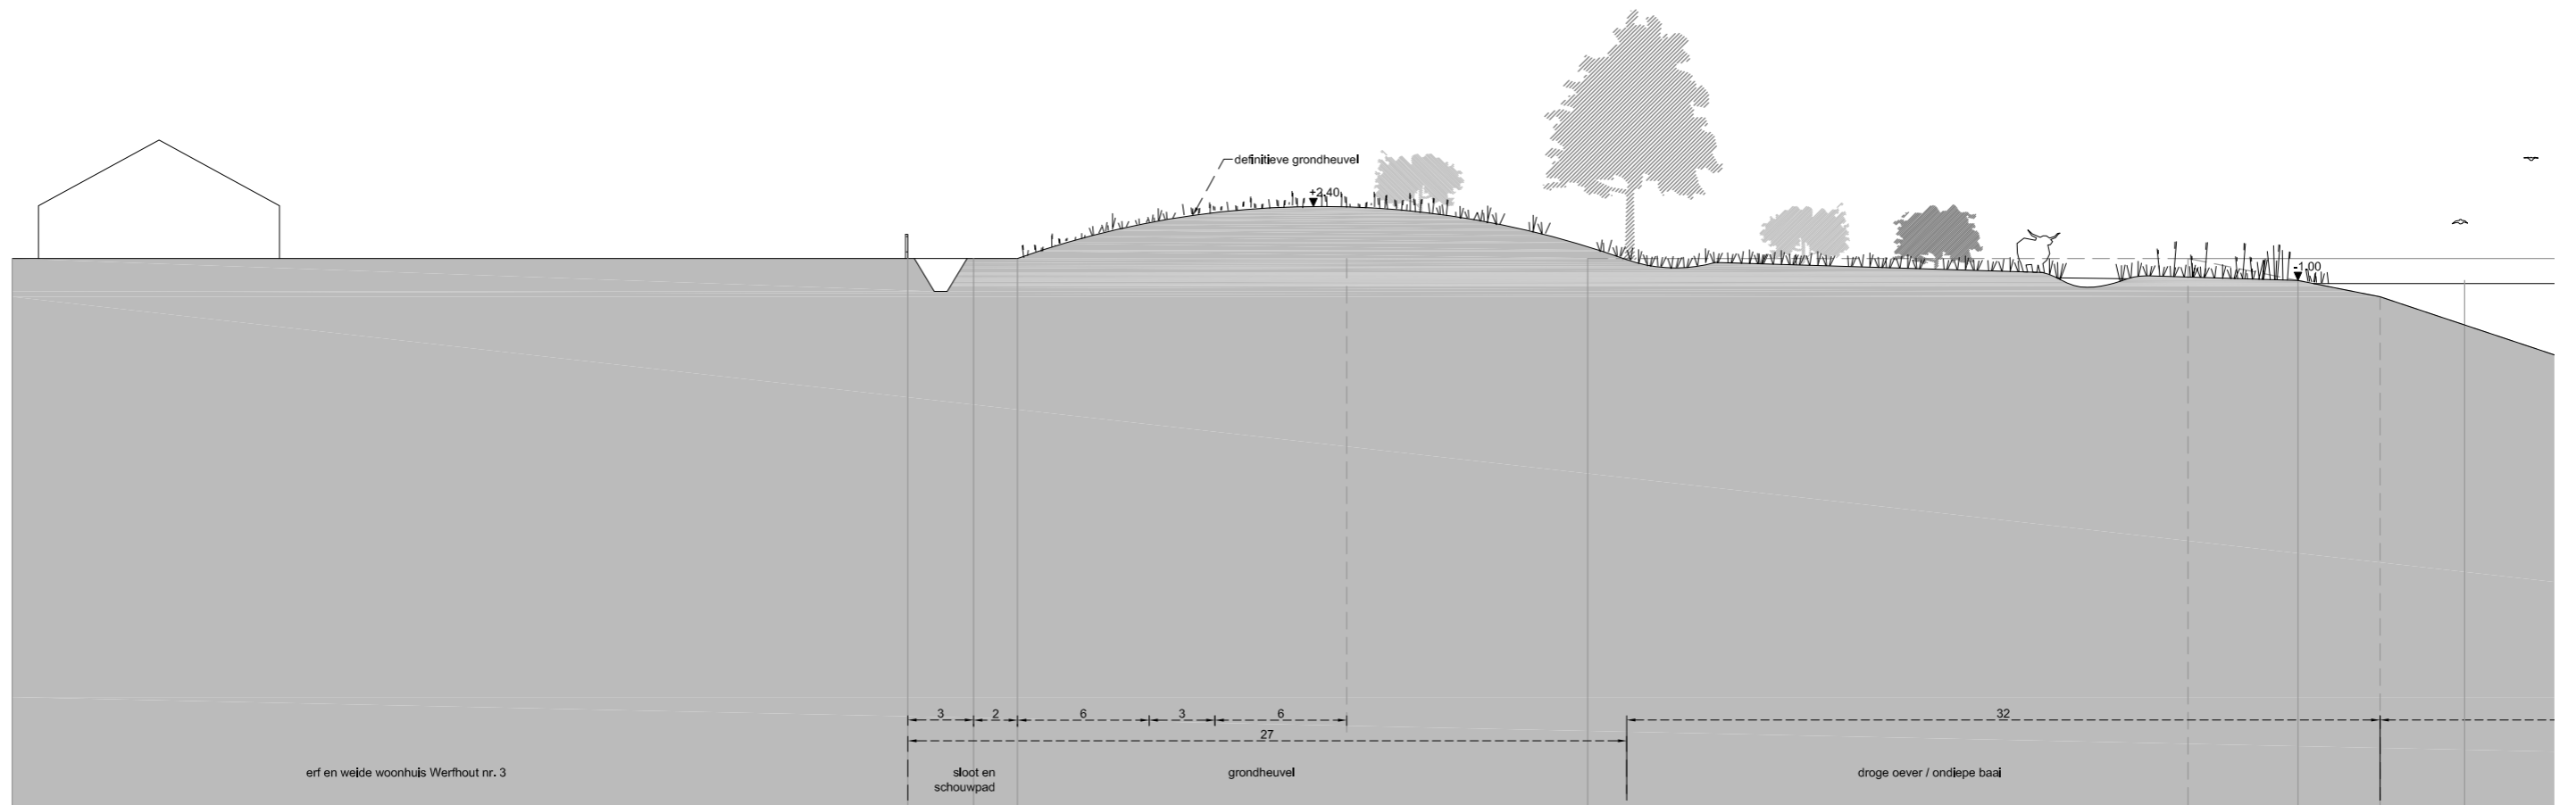 definitieve grondheuvel
+2.40
-1.00
3 2 6 3 6 32
27
erf en weide woonhuis Werfhout nr. 3
sloot en
schouwpad
grondheuvel
droge oever / ondiepe baai